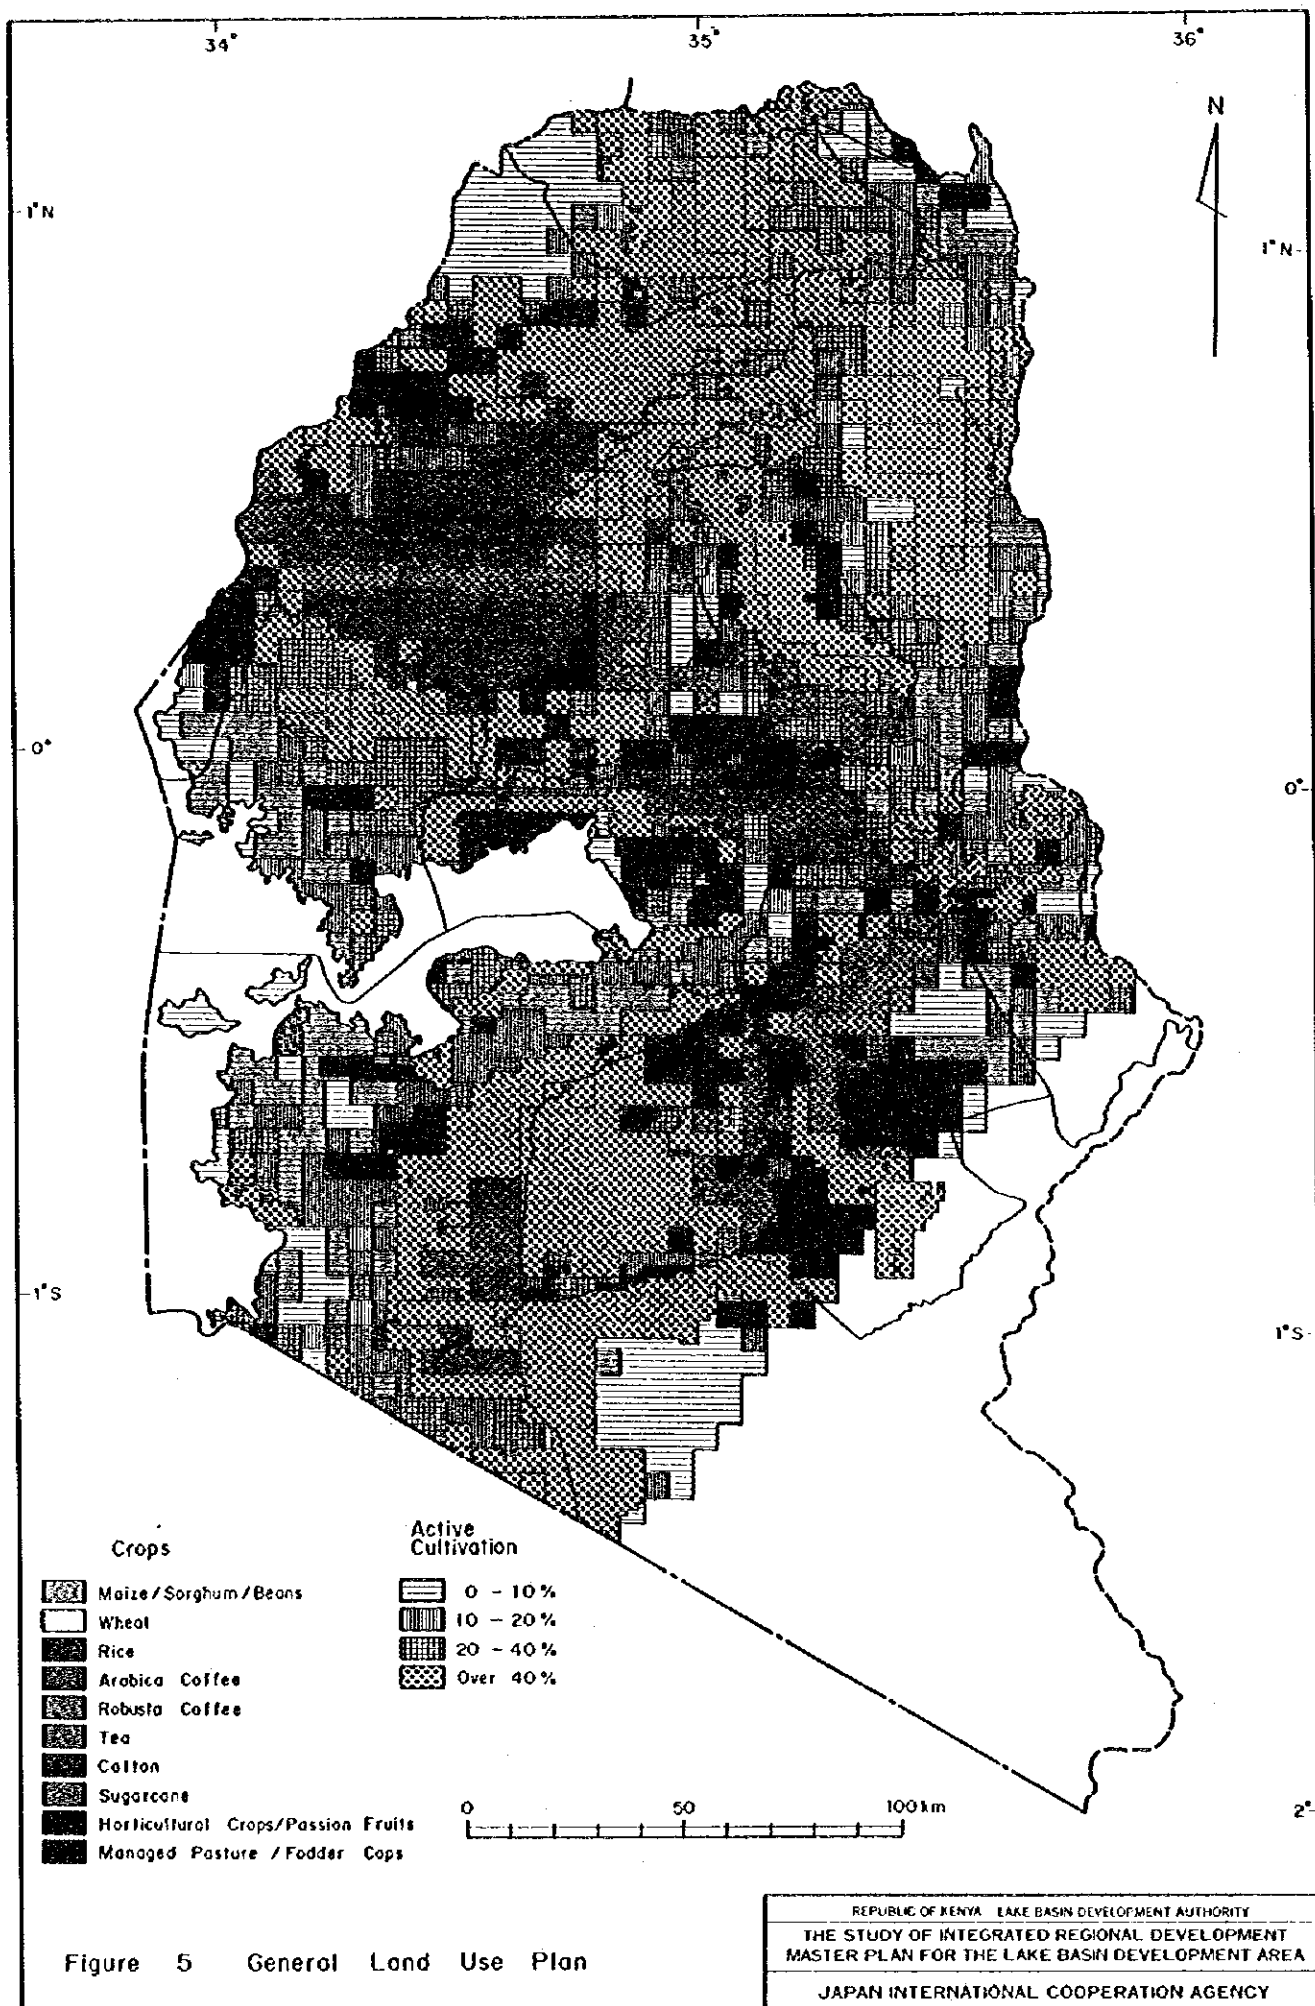 34°
35°
36°
N
1°N
1°N
0°
0°
1°S
1°S
2°
Crops
Maize/Sorghum/Beans
Wheat
Rice
Arabica Coffee
Robusta Coffee
Tea
Cotton
Sugarcane
Horticultural Crops/Passion Fruits
Managed Pasture / Fodder Cops
Active
Cultivation
0 - 10%
10 - 20%
20 - 40%
Over 40%
0 50 100km
Figure 5 General Land Use Plan
REPUBLIC OF KENYA LAKE BASIN DEVELOPMENT AUTHORITY
THE STUDY OF INTEGRATED REGIONAL DEVELOPMENT
MASTER PLAN FOR THE LAKE BASIN DEVELOPMENT AREA
JAPAN INTERNATIONAL COOPERATION AGENCY